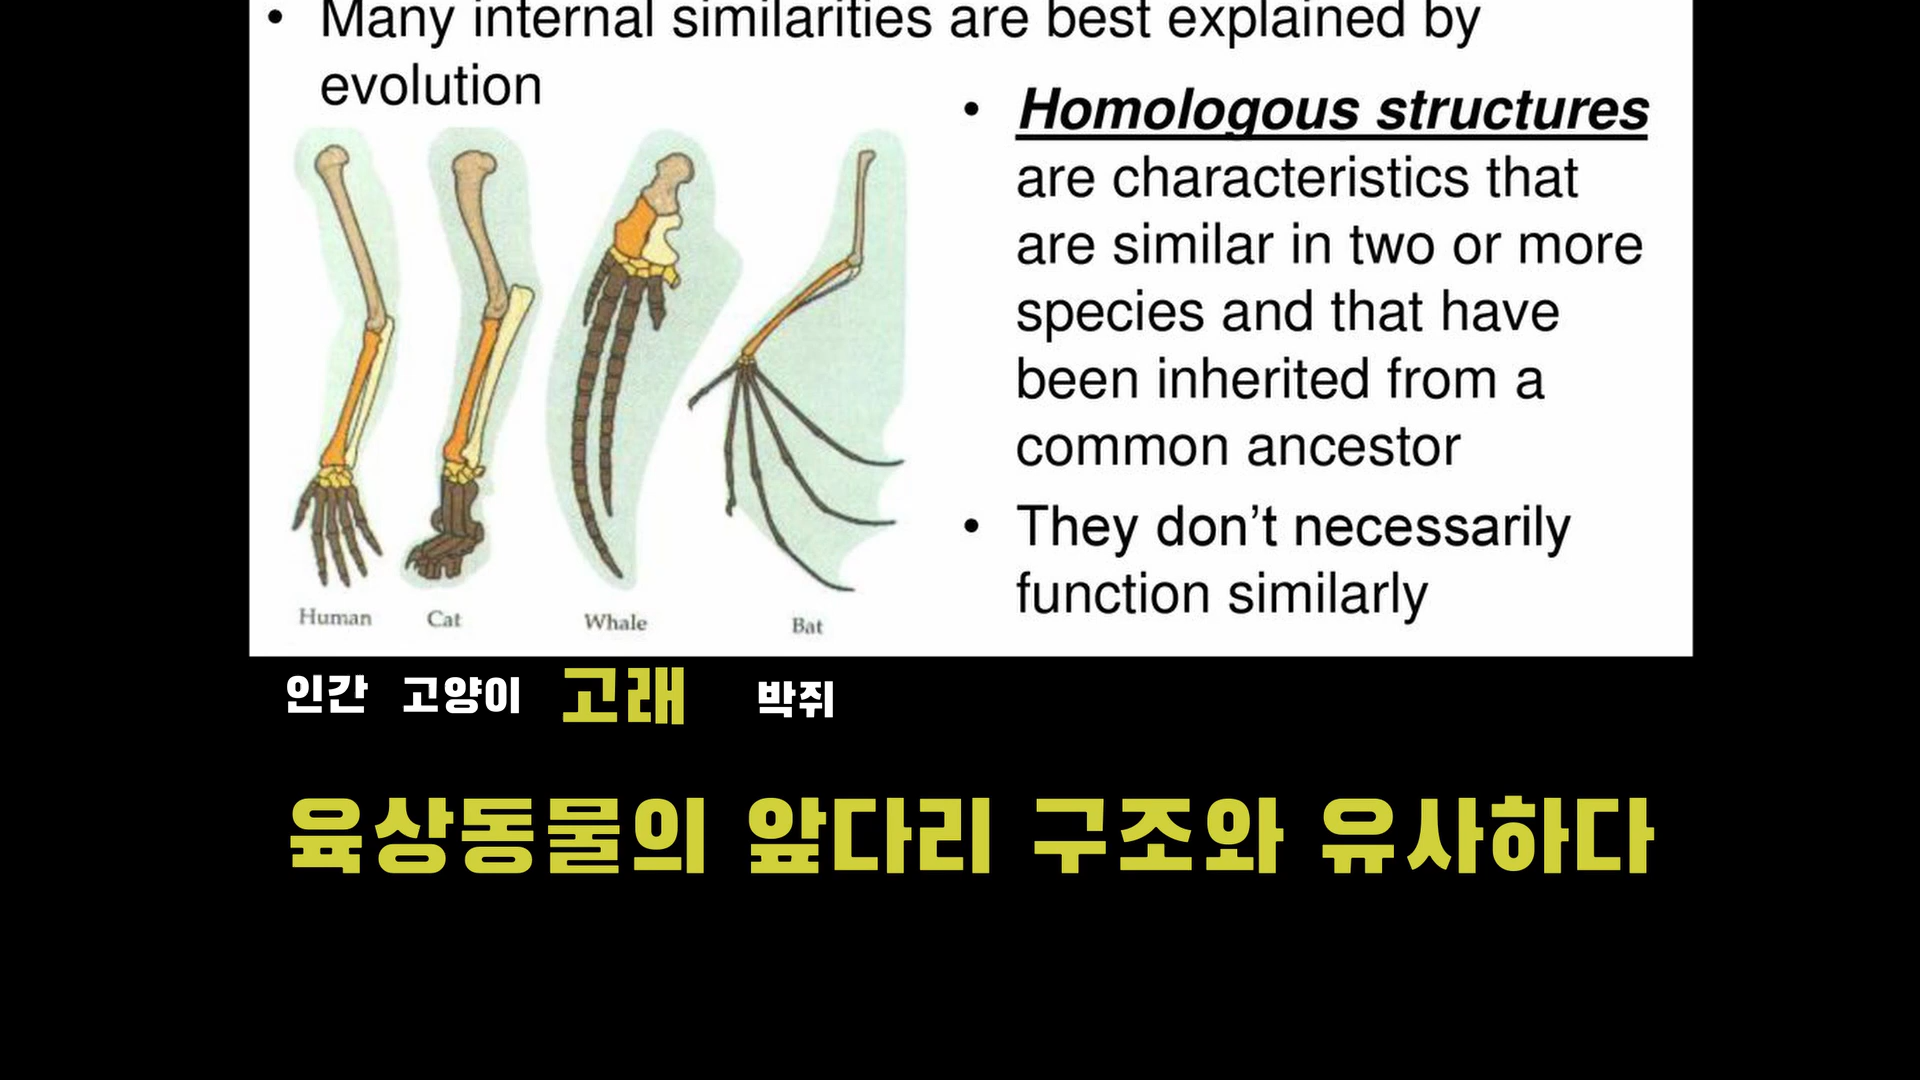 • Many internal similarities are best explained by
evolution
• Homologous structures
are characteristics that
are similar in two or more
species and that have
been inherited from a
common ancestor
• They don't necessarily
function similarly
Human Cat Whale Bat
인간 고양이 고래 박쥐
육상동물의 앞다리 구조와 유사하다